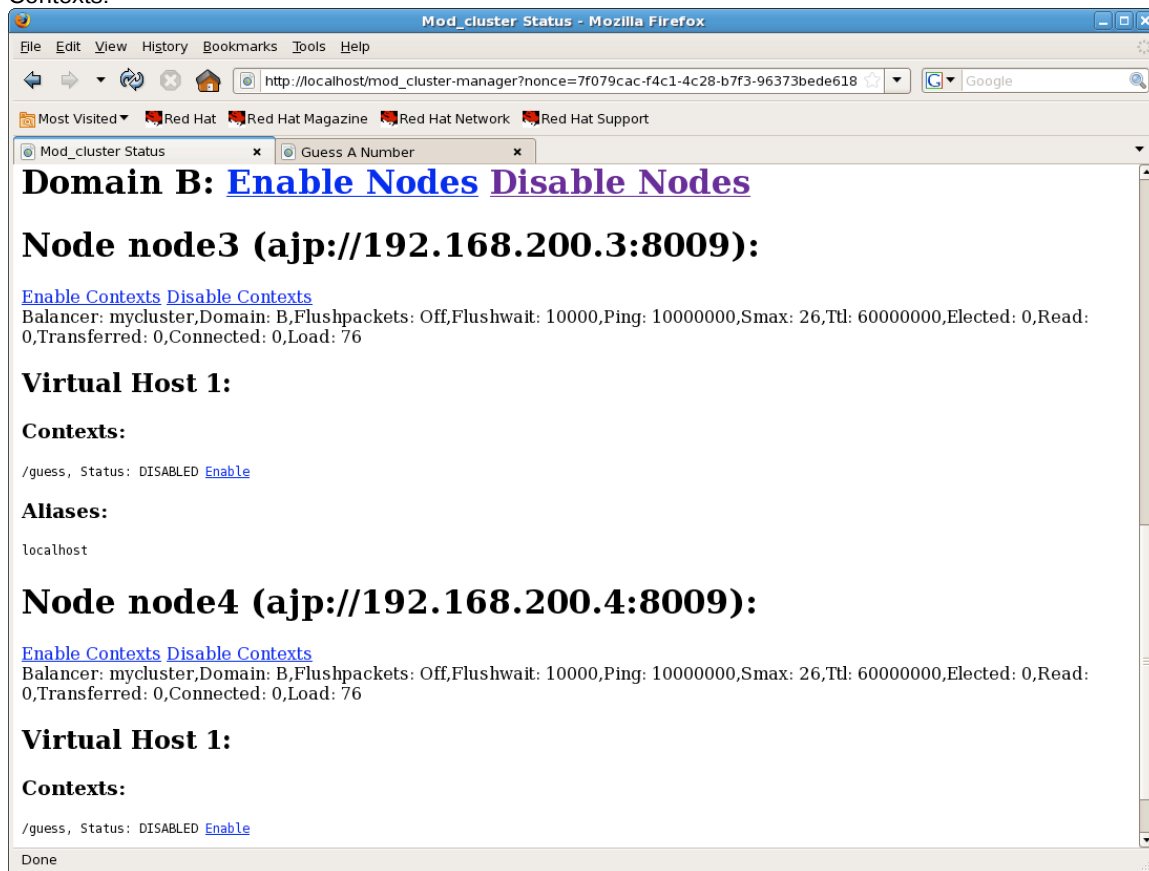 Contexts:
Mod_cluster Status - Mozilla Firefox
File Edit View History Bookmarks Tools Help
http://localhost/mod_cluster-manager?nonce=7f079cac-f4c1-4c28-b7f3-96373bede618 G Google
Most Visited Red Hat Red Hat Magazine Red Hat Network Red Hat Support
Mod_cluster Status Guess A Number
Domain B: Enable Nodes Disable Nodes
Node node3 (ajp://192.168.200.3:8009):
Enable Contexts Disable Contexts
Balancer: mycluster,Domain: B,Flushpackets: Off,Flushwait: 10000,Ping: 10000000,Smax: 26,Ttl: 60000000,Elected: 0,Read:
0,Transferred: 0,Connected: 0,Load: 76
Virtual Host 1:
Contexts:
/guess, Status: DISABLED Enable
Aliases:
localhost
Node node4 (ajp://192.168.200.4:8009):
Enable Contexts Disable Contexts
Balancer: mycluster,Domain: B,Flushpackets: Off,Flushwait: 10000,Ping: 10000000,Smax: 26,Ttl: 60000000,Elected: 0,Read:
0,Transferred: 0,Connected: 0,Load: 76
Virtual Host 1:
Contexts:
/guess, Status: DISABLED Enable
Done